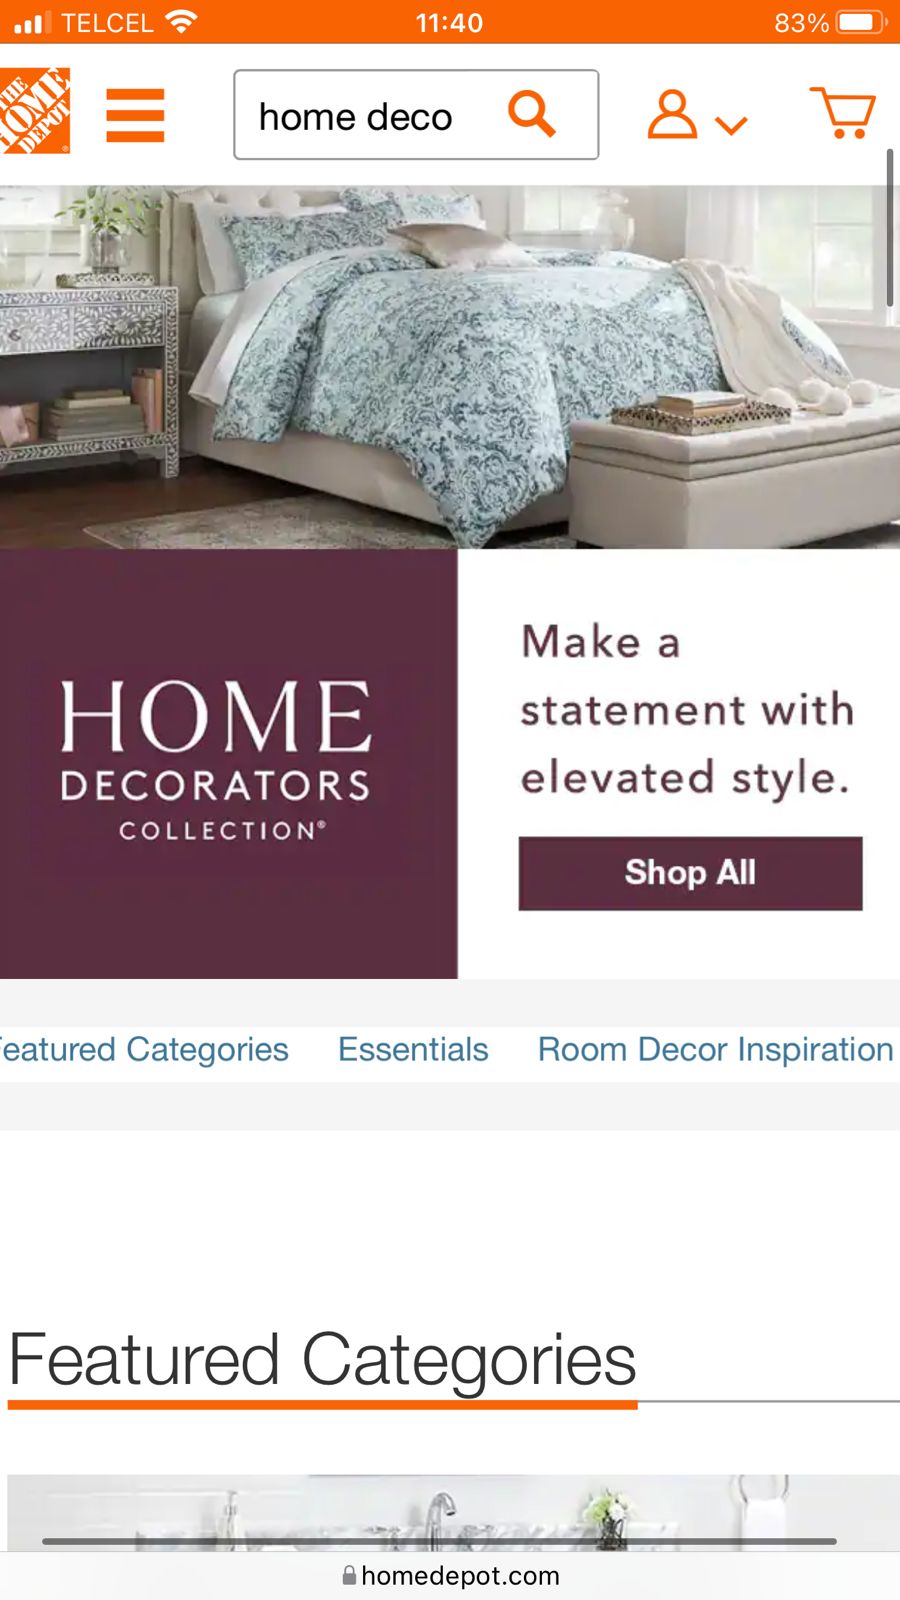 TELCEL
11:40
83%
THE
HOME
DEPOT
home deco
HOME
DECORATORS
COLLECTION®
Make a
statement with
elevated style.
Shop All
eatured Categories Essentials Room Decor Inspiration
Featured Categories
homedepot.com